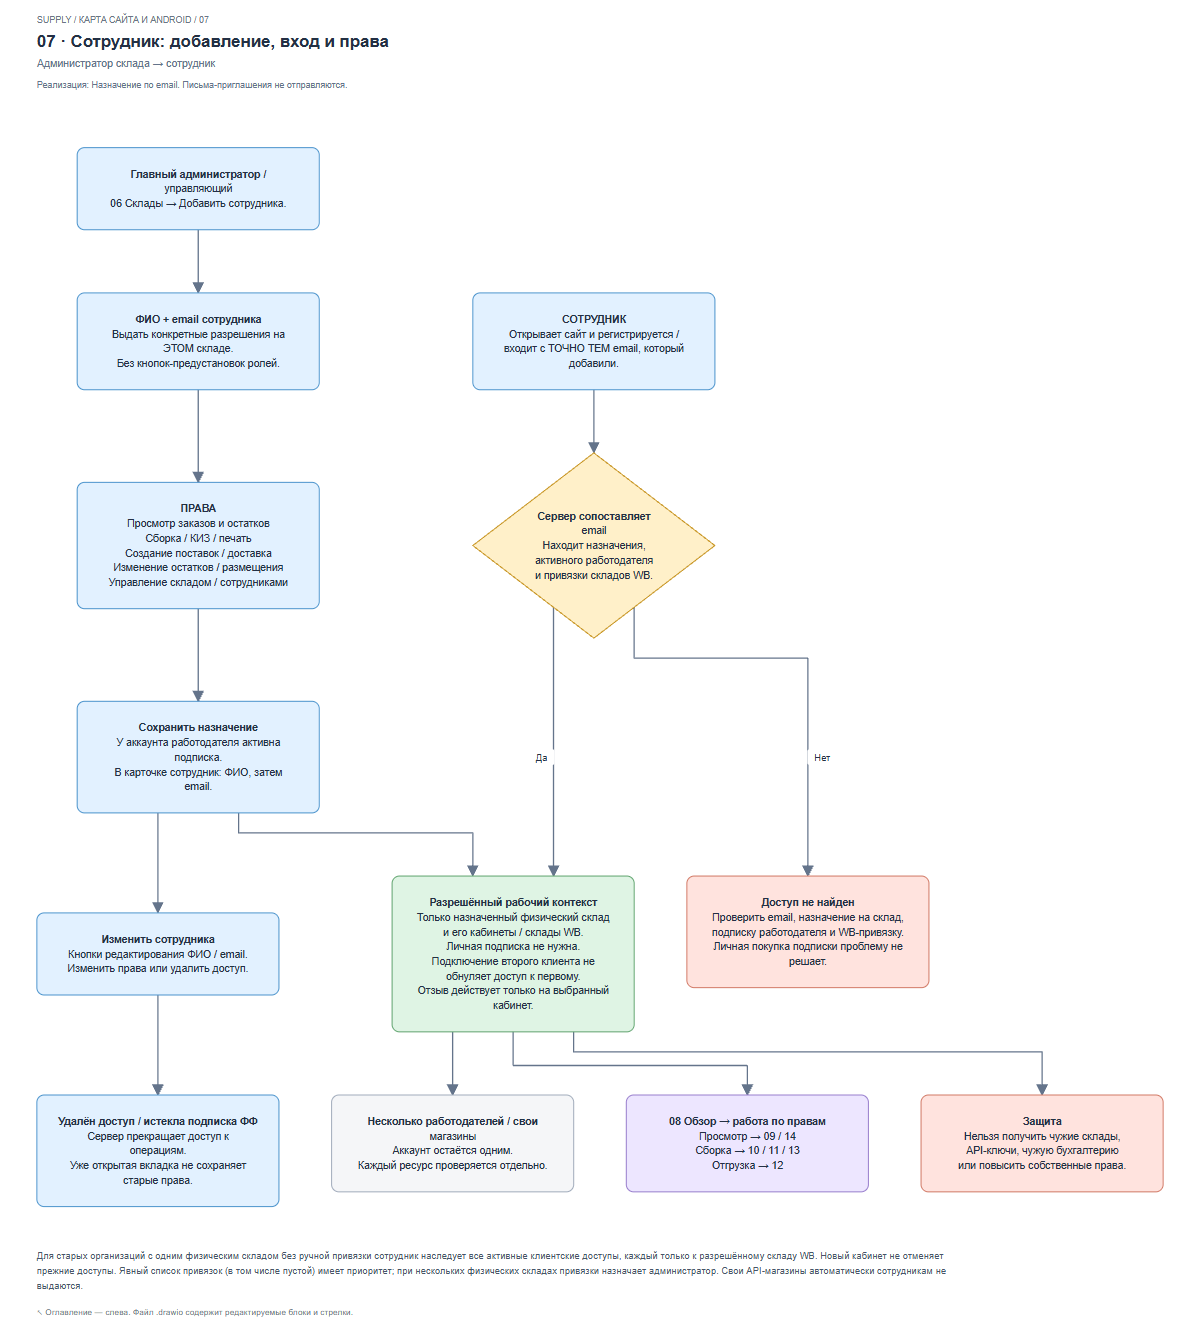 SUPPLY / КАРТА САЙТА И ANDROID / 07
07 · Сотрудник: добавление, вход и права
Администратор склада → сотрудник
Реализация: Назначение по email. Письма-приглашения не отправляются.
Главный администратор /
управляющий
06 Склады → Добавить сотрудника.
ФИО + email сотрудника
Выдать конкретные разрешения на
ЭТОМ складе.
Без кнопок-предустановок ролей.
СОТРУДНИК
Открывает сайт и регистрируется /
входит с ТОЧНО ТЕМ email, который
добавили.
ПРАВА
Просмотр заказов и остатков
Сборка / КИЗ / печать
Создание поставок / доставка
Изменение остатков / размещения
Управление складом / сотрудниками
Сервер сопоставляет
email
Находит назначения,
активного работодателя
и привязки складов WB.
Сохранить назначение
У аккаунта работодателя активна
подписка.
В карточке сотрудник: ФИО, затем
email.
Да
Нет
Разрешённый рабочий контекст
Только назначенный физический склад
и его кабинеты / склады WB.
Личная подписка не нужна.
Подключение второго клиента не
обнуляет доступ к первому.
Отзыв действует только на выбранный
кабинет.
Доступ не найден
Проверить email, назначение на склад,
подписку работодателя и WB-привязку.
Личная покупка подписки проблему не
решает.
Изменить сотрудника
Кнопки редактирования ФИО / email.
Изменить права или удалить доступ.
Удалён доступ / истекла подписка ФФ
Сервер прекращает доступ к
операциям.
Уже открытая вкладка не сохраняет
старые права.
Несколько работодателей / свои
магазины
Аккаунт остаётся одним.
Каждый ресурс проверяется отдельно.
08 Обзор → работа по правам
Просмотр → 09 / 14
Сборка → 10 / 11 / 13
Отгрузка → 12
Защита
Нельзя получить чужие склады,
API-ключи, чужую бухгалтерию
или повысить собственные права.
Для старых организаций с одним физическим складом без ручной привязки сотрудник наследует все активные клиентские доступы, каждый только к разрешённому складу WB. Новый кабинет не отменяет
прежние доступы. Явный список привязок (в том числе пустой) имеет приоритет; при нескольких физических складах привязки назначает администратор. Свои API-магазины автоматически сотрудникам не
выдаются.
↖ Оглавление — слева. Файл .drawio содержит редактируемые блоки и стрелки.